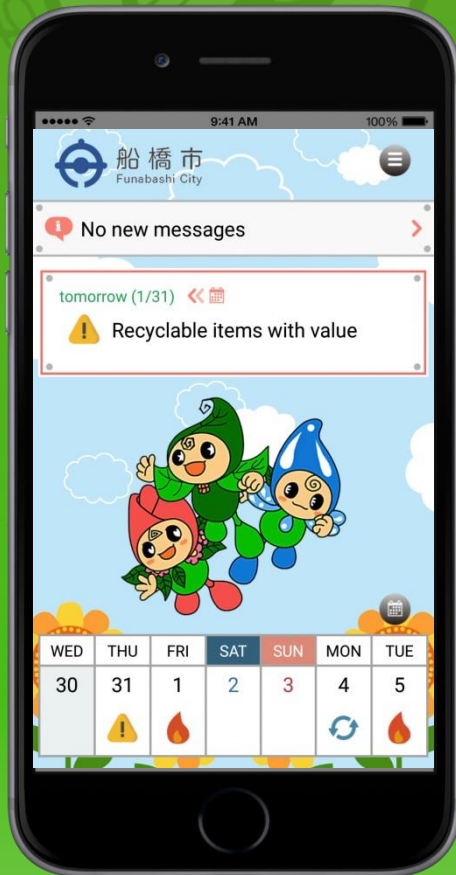 9:41 AM 100%
船橋市
Funabashi City
No new messages
tomorrow (1/31)
Recyclable items with value
WED THU FRI SAT SUN MON TUE
30 31 1 2 3 4 5